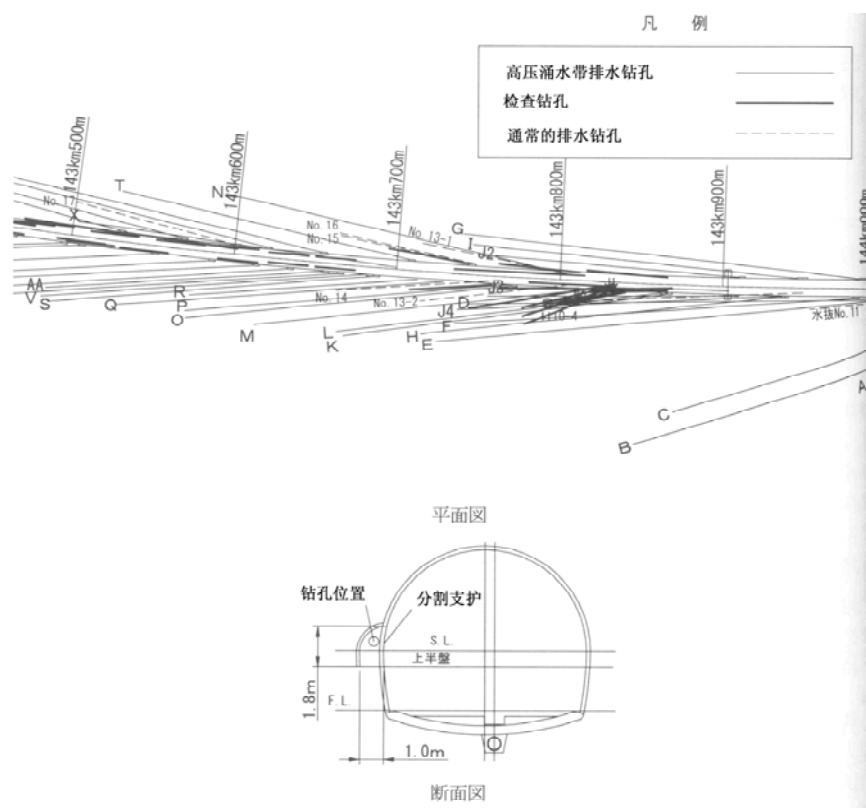 凡 例
高压涌水带排水钻孔
检查钻孔
通常的排水钻孔
143km500m
143km600m
143km700m
143km800m
143km900m
T
N
No.17
X
No.16
No.15
No.13-1
G
I
J2
AA
V
S
Q
R
P
O
No.14
No.13-2
J3
D
J4
F
M
L
K
H
E
水抜No.11
A
C
B
平面図
钻孔位置
分割支护
S.L.
上半盤
1.8m
F.L.
1.0m
断面図